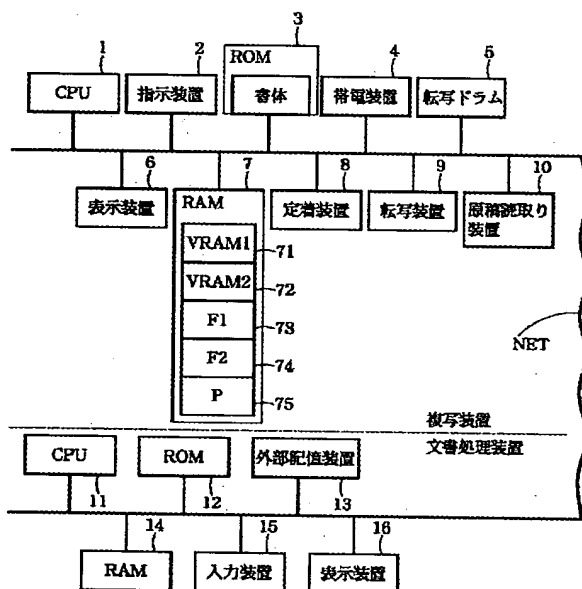 1
2
3
4
5
CPU
指示装置
ROM
書体
帯電装置
転写ドラム
6
7
8
9
10
表示装置
RAM
定着装置
転写装置
原稿読取り
装置
VRAM1
71
VRAM2
72
F1
73
F2
74
P
75
NET
複写装置
文書処理装置
CPU
ROM
外部記憶装置
11
12
13
14
15
16
RAM
入力装置
表示装置